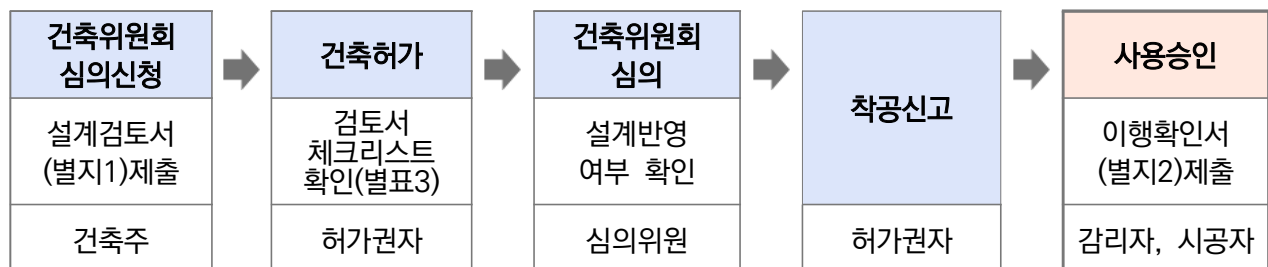 건축위원회
심의신청
설계검토서
(별지1)제출
건축주
건축허가
검토서
체크리스트
확인(별표3)
허가권자
건축위원회
심의
설계반영
여부 확인
심의위원
착공신고
허가권자
사용승인
이행확인서
(별지2)제출
감리자, 시공자